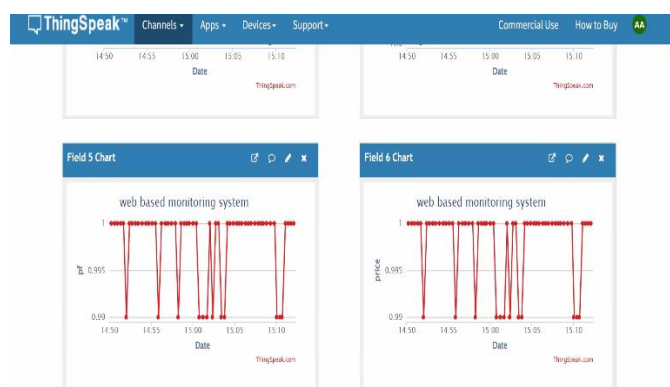 ThingSpeak™ Channels Apps Devices Support Commercial Use How to Buy AA
14:50 14:55 15:00 15:05 15:10
Date
ThingSpeak.com
14:50 14:55 15:00 15:05 15:10
Date
ThingSpeak.com
Field 5 Chart
web based monitoring system
pf
1
0.995
0.99
14:50 14:55 15:00 15:05 15:10
Date
ThingSpeak.com
Field 6 Chart
web based monitoring system
price
1
0.995
0.99
14:50 14:55 15:00 15:05 15:10
Date
ThingSpeak.com